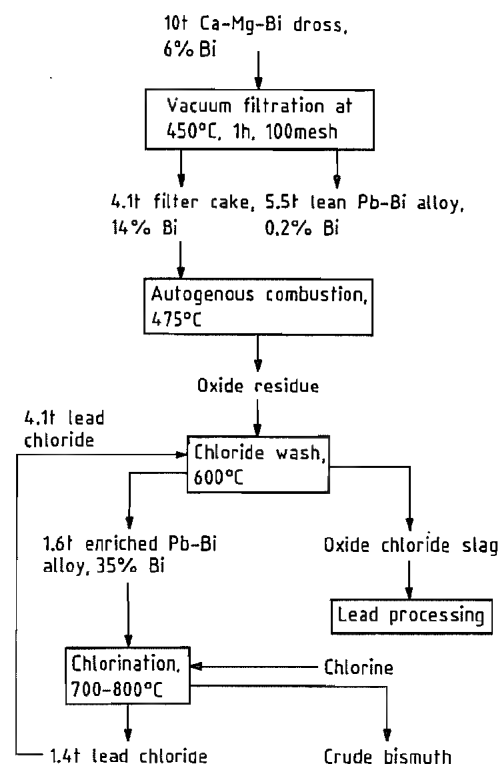 10t Ca-Mg-Bi dross,
6% Bi
Vacuum filtration at
450°C, 1h, 100mesh
4.1t filter cake, 5.5t lean Pb-Bi alloy,
14% Bi 0.2% Bi
Autogenous combustion,
475°C
Oxide residue
4.1t lead
chloride
Chloride wash,
600°C
1.6t enriched Pb-Bi
alloy, 35% Bi
Oxide chloride slag
Lead processing
Chlorination,
700-800°C
Chlorine
1.4t lead chloride
Crude bismuth